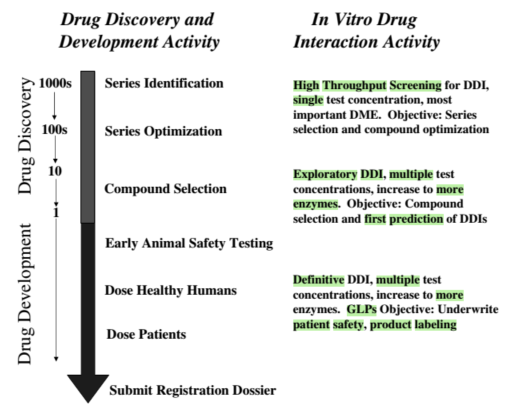 Drug Discovery and
Development Activity
In Vitro Drug
Interaction Activity
Drug Discovery
1000s
100s
10
1
Series Identification
Series Optimization
Compound Selection
High Throughput Screening for DDI,
single test concentration, most
important DME. Objective: Series
selection and compound optimization
Exploratory DDI, multiple test
concentrations, increase to more
enzymes. Objective: Compound
selection and first prediction of DDIs
Drug Development
Early Animal Safety Testing
Dose Healthy Humans
Dose Patients
Submit Registration Dossier
Definitive DDI, multiple test
concentrations, increase to more
enzymes. GLPs Objective: Underwrite
patient safety, product labeling